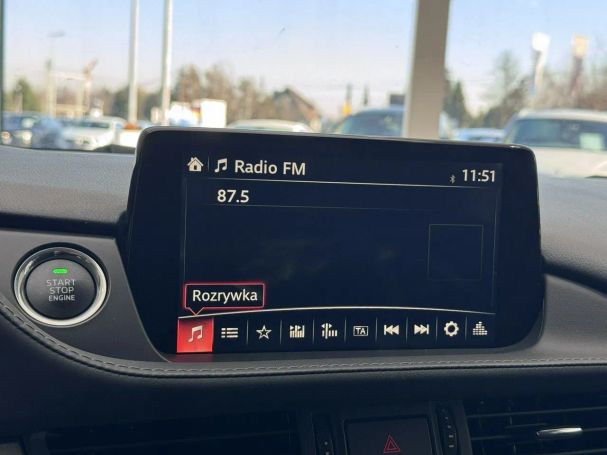 Radio FM
11:51
87.5
START
STOP
ENGINE
Rozrywka
TA